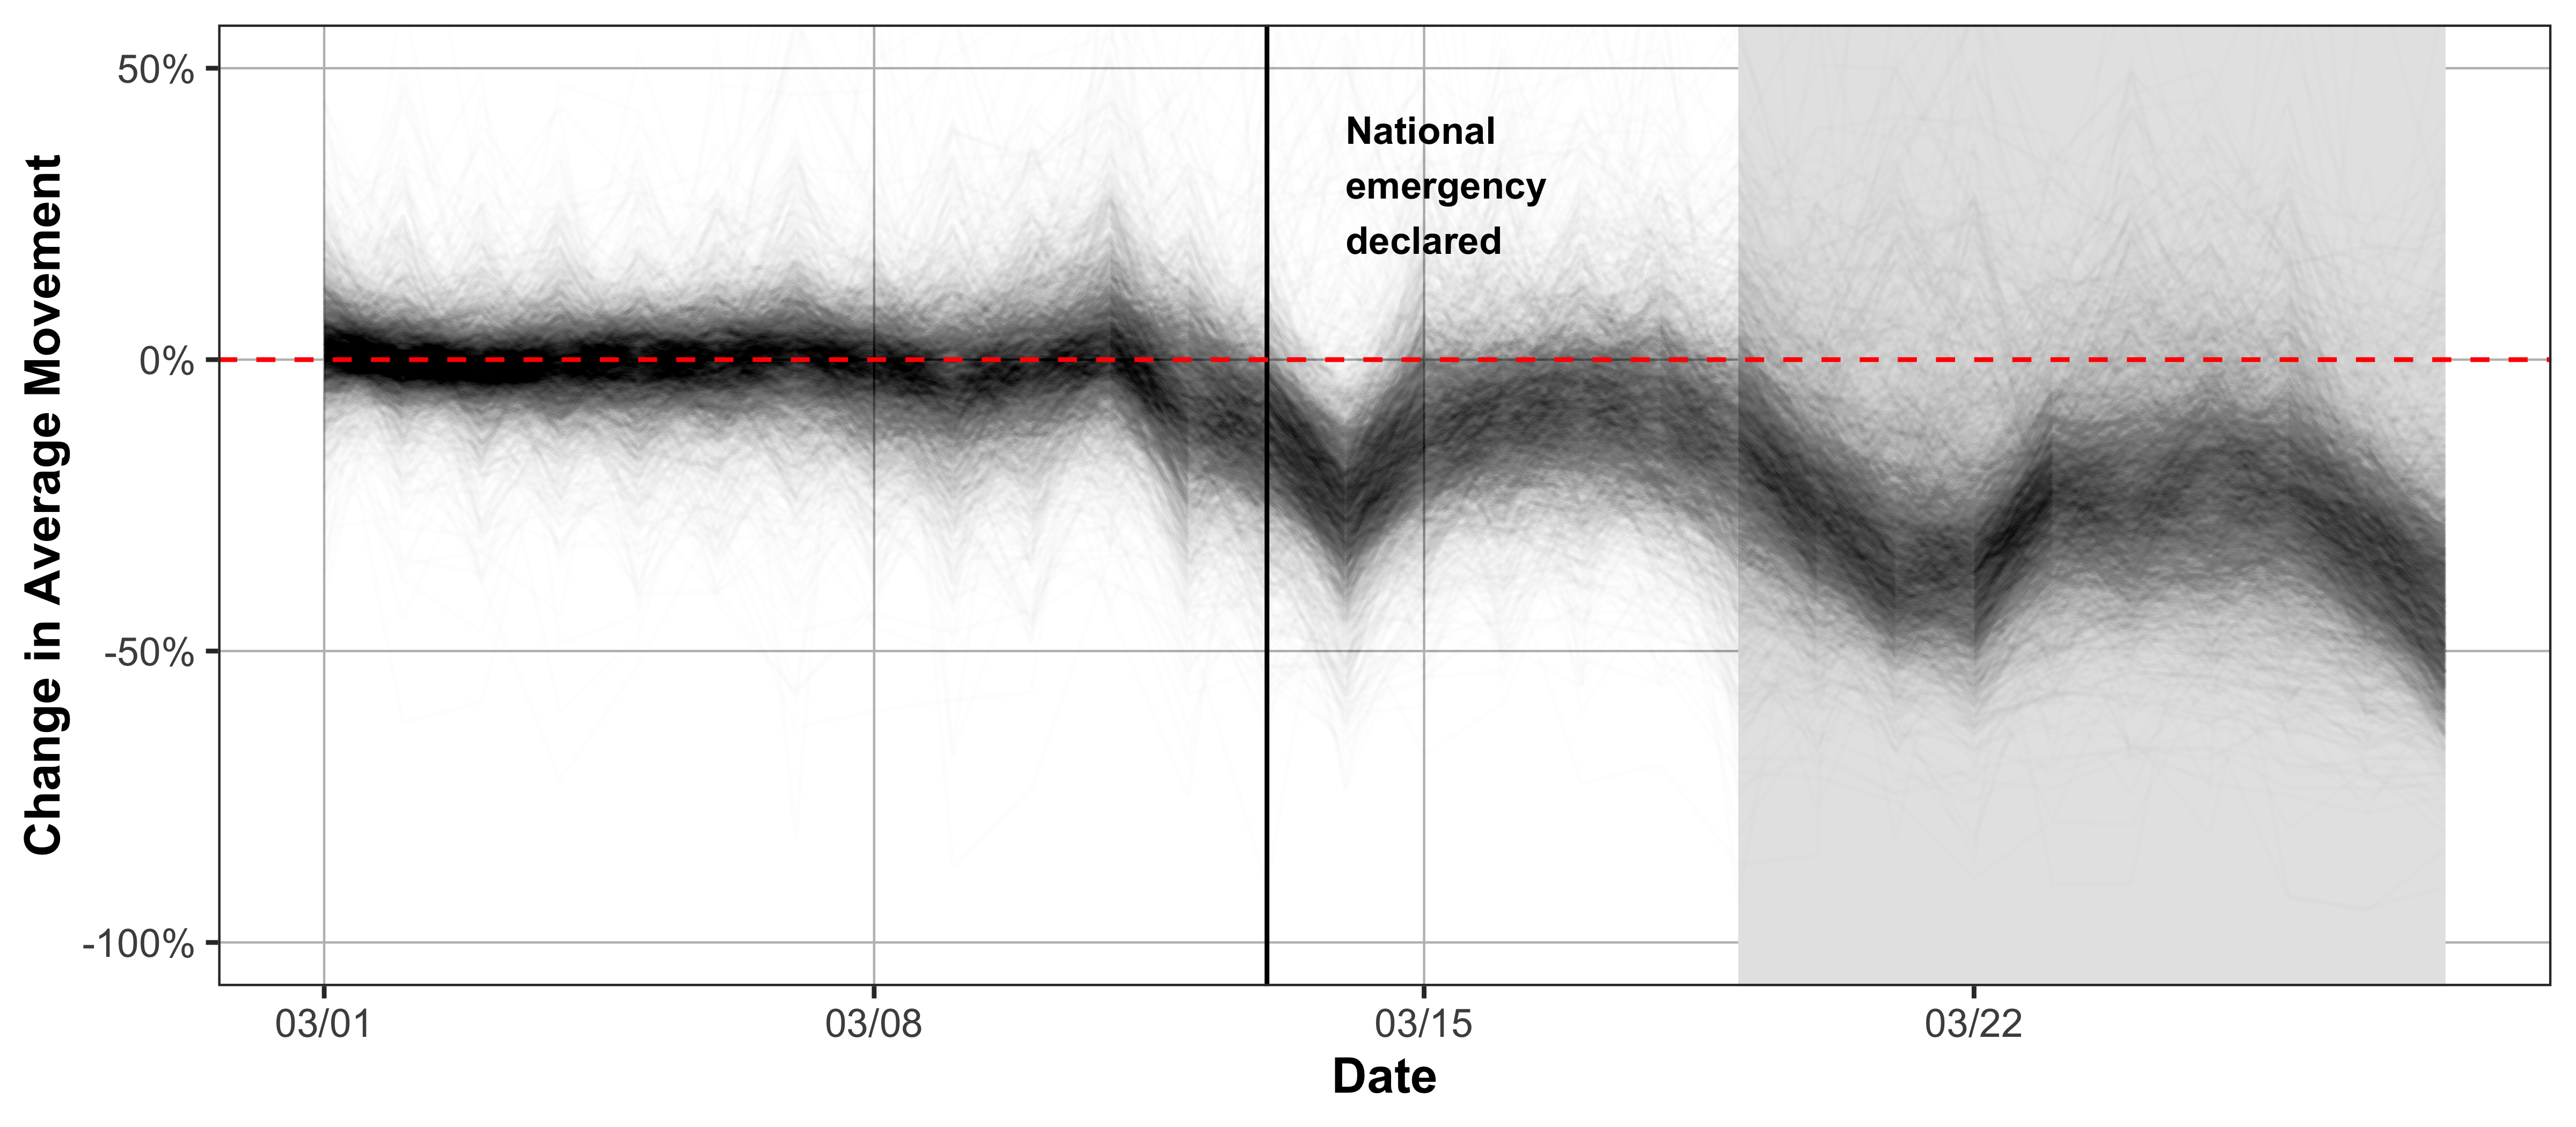 Change in Average Movement
50%
0%
-50%
-100%
National
emergency
declared
03/01
03/08
03/15
03/22
Date